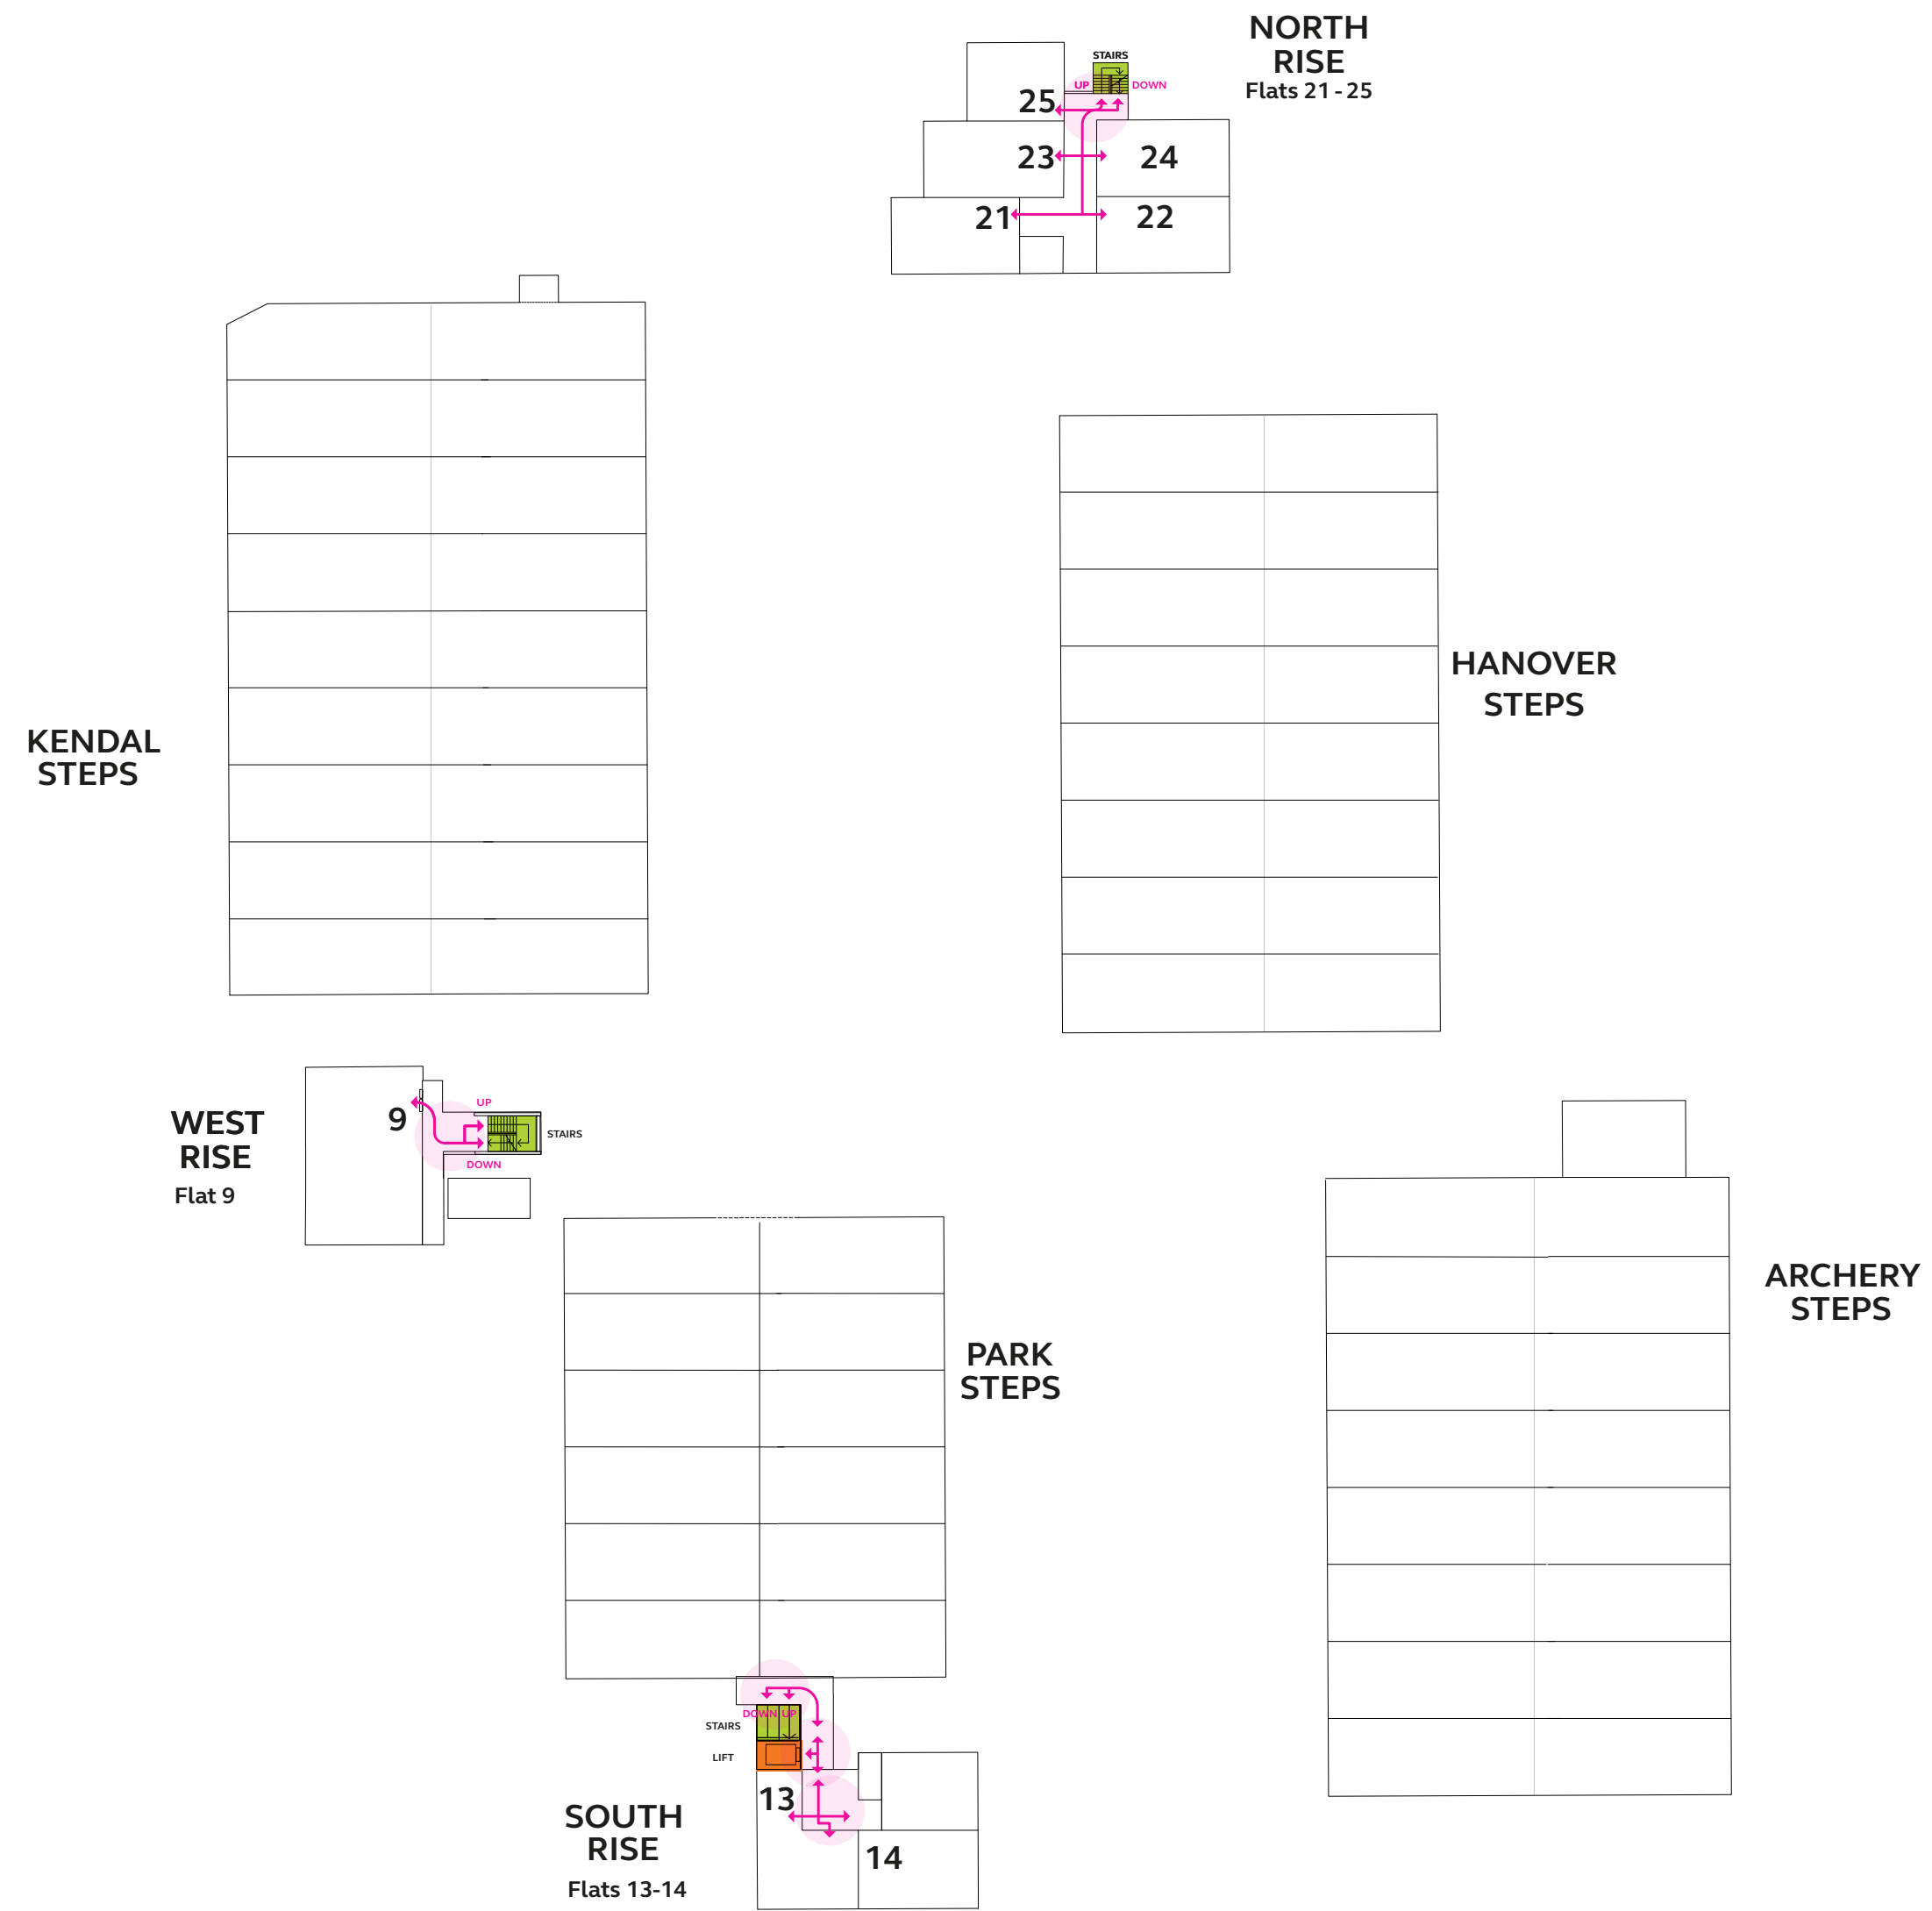 NORTH
RISE
Flats 21 - 25
STAIRS
UP
DOWN
25
23
24
21
22
HANOVER
STEPS
KENDAL
STEPS
WEST
RISE
Flat 9
9
UP
STAIRS
DOWN
ARCHERY
STEPS
PARK
STEPS
DOWN UP
STAIRS
LIFT
13
14
SOUTH
RISE
Flats 13-14